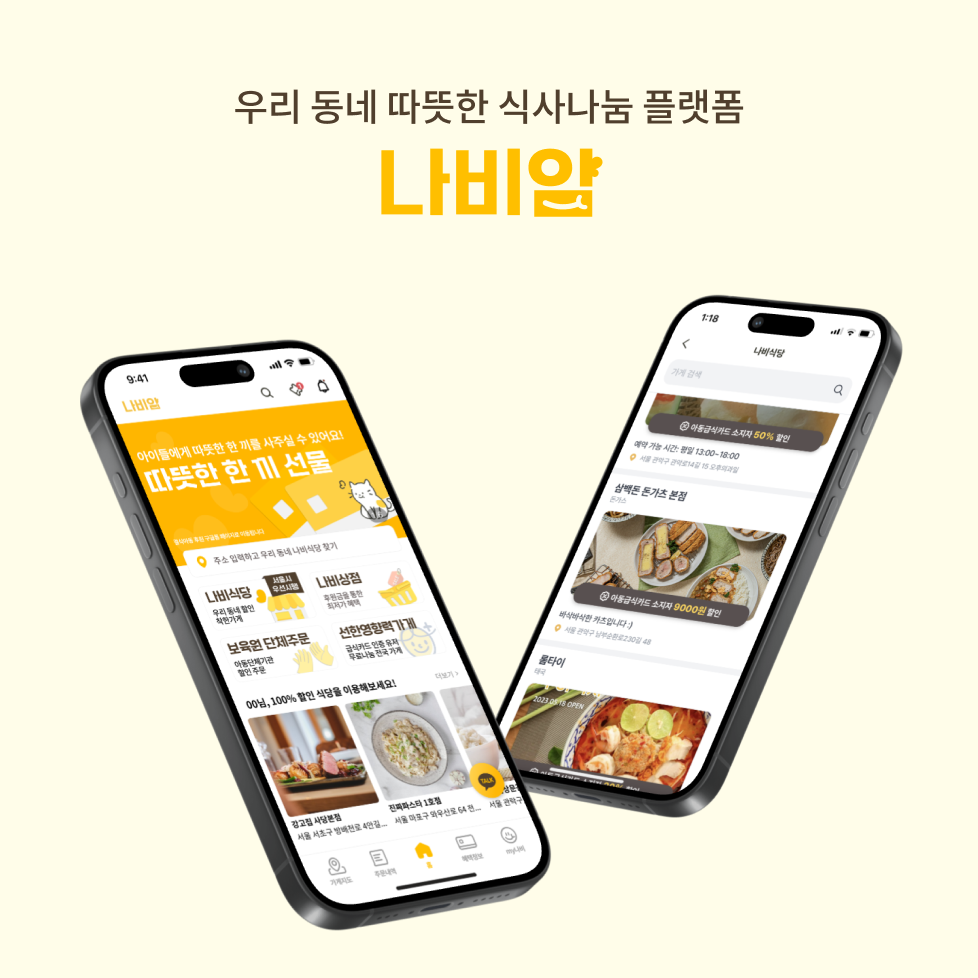 우리 동네 따뜻한 식사나눔 플랫폼
나비얌
9:41
나비얌
아이들에게 따뜻한 한 끼를 사주실 수 있어요!
따뜻한 한 끼 선물
주소 입력하고 우리 동네 나비식당 찾기
나비식당
우리 동네 할인
착한가게
서울시
우선시행
나비상점
후원금을 통한
최저가 혜택
보육원 단체주문
아동단체기관
할인 주문
선한영향력가게
급식카드 인증 유저
무료나눔 전국 가게
00님, 100% 할인 식당을 이용해보세요!
더보기 >
강고집 사당본점
서울 서초구 방배천로 4안길...
진짜파스타 1호점
서울 마포구 와우산로 64 전...
서울 관악구
TALK
가게지도
주문내역
홈
혜택정보
my나비
1:18
나비식당
가게 검색
아동급식카드 소지자 50% 할인
예약 가능 시간: 평일 13:00~18:00
서울 관악구 관악로14길 15 오후의과일
삼백돈 돈가츠 본점
돈가스
아동급식카드 소지자 9000원 할인
바삭바삭한 카츠입니다 :)
서울 관악구 남부순환로230길 48
룸타이
태국
2023.05.18 OPEN